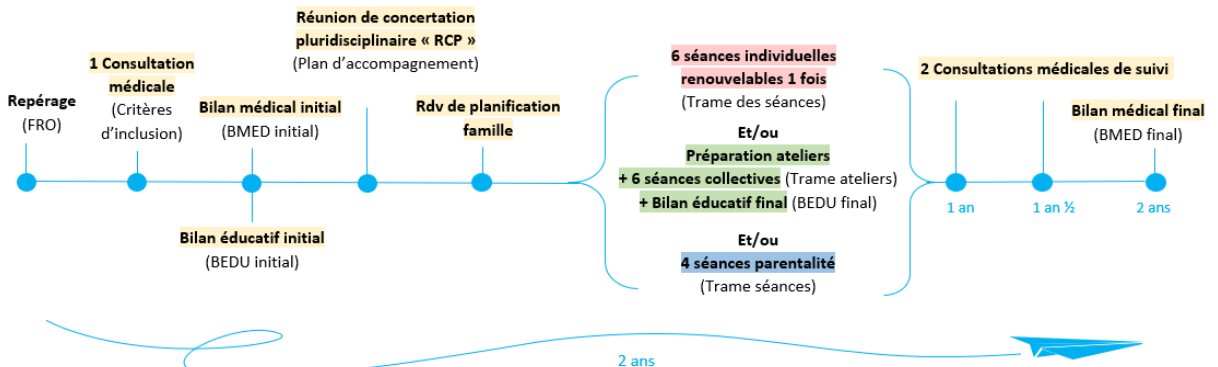 Repérage
(FRO)
1 Consultation
médicale
(Critères
d’inclusion)
Bilan médical initial
(BMED initial)
Bilan éducatif initial
(BEDU initial)
Réunion de concertation
pluridisciplinaire « RCP »
(Plan d’accompagnement)
Rdv de planification
famille
6 séances individuelles
renouvelables 1 fois
(Trame des séances)
Et/ou
Préparation ateliers
+ 6 séances collectives (Trame ateliers)
+ Bilan éducatif final (BEDU final)
Et/ou
4 séances parentalité
(Trame séances)
2 Consultations médicales de suivi
Bilan médical final
(BMED final)
1 an
1 an ½
2 ans
2 ans